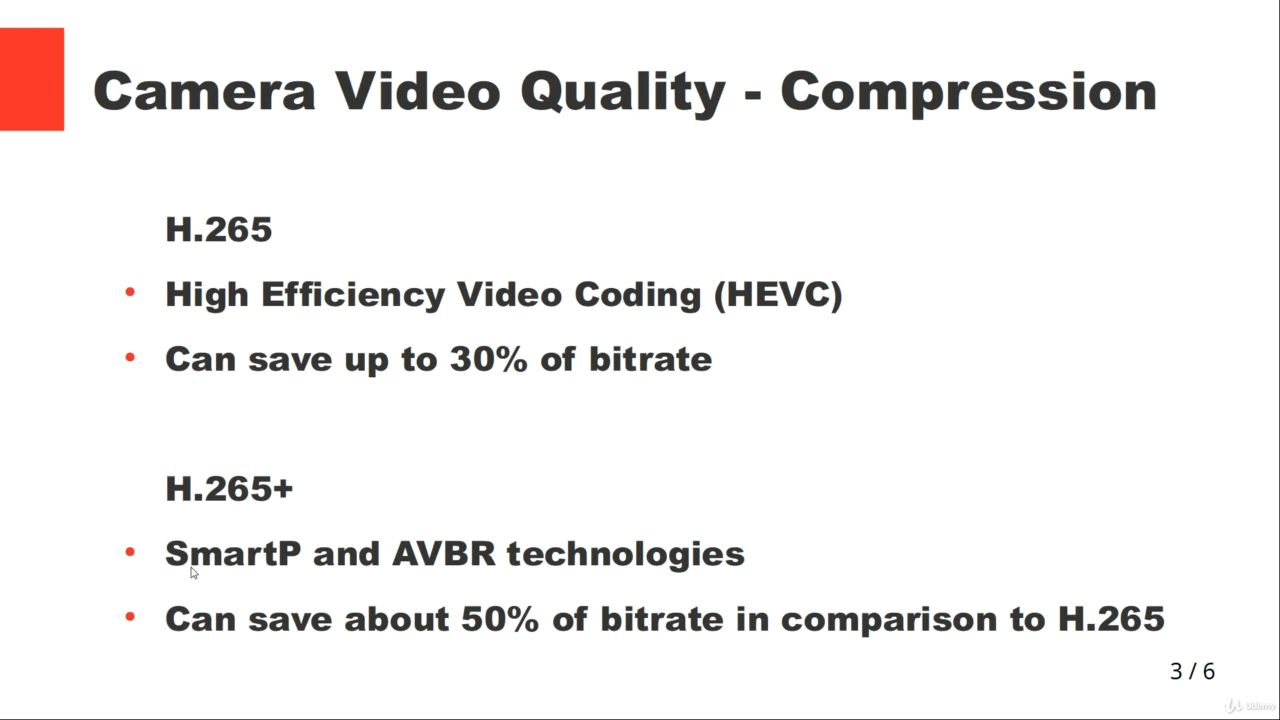 Camera Video Quality - Compression
H.265
• High Efficiency Video Coding (HEVC)
• Can save up to 30% of bitrate
H.265+
• SmartP and AVBR technologies
• Can save about 50% of bitrate in comparison to H.265
3 / 6
Udemy